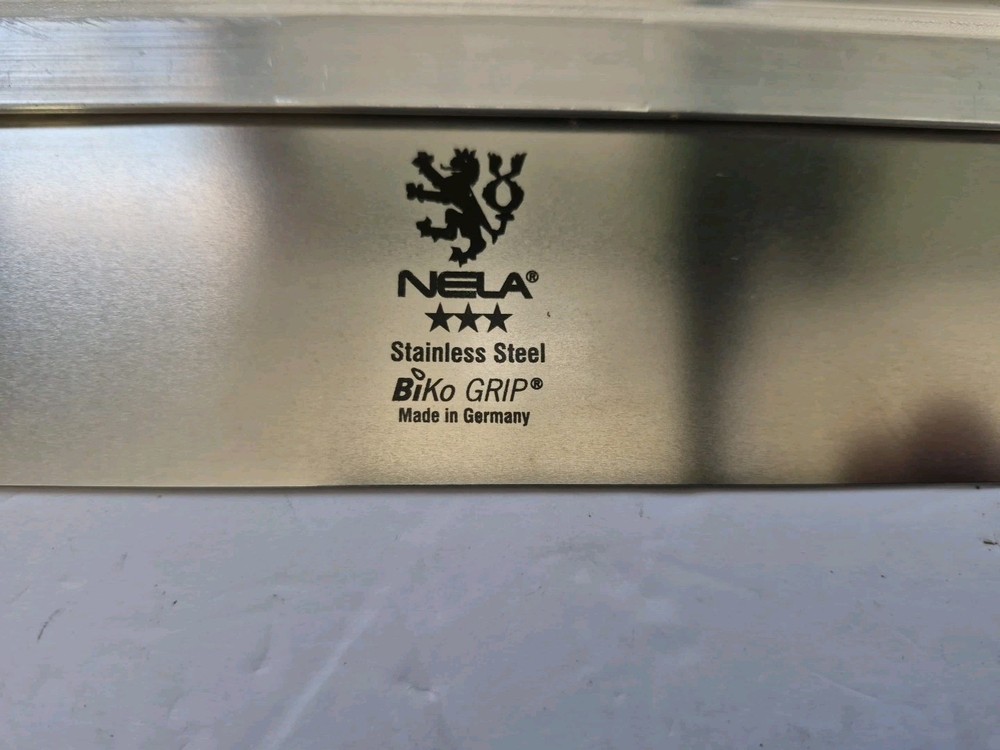 NELA®
★★★
Stainless Steel
BiKo GRIP®
Made in Germany